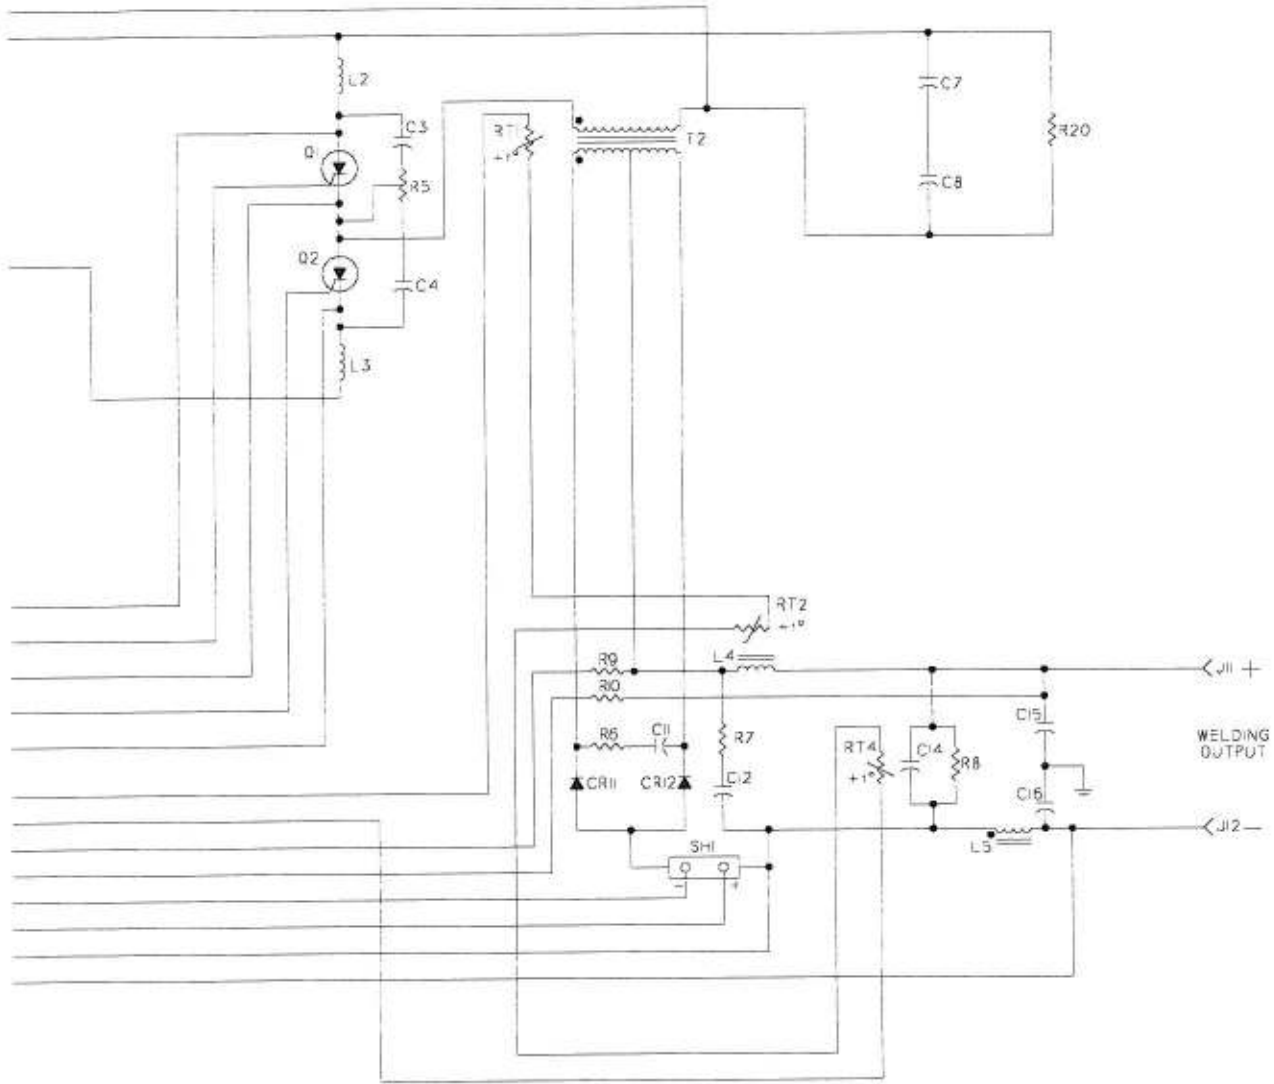 L2
C7
C3
RT1
+t°
T2
R20
Q1
R5
C8
Q2
C4
L3
RT2
+t°
L4
R9
J11 +
R10
C15
WELDING
OUTPUT
R6
C11
R7
RT4
+t°
C14
R8
CR11
CR12
C12
C16
SH1
L5
J12 —
- +